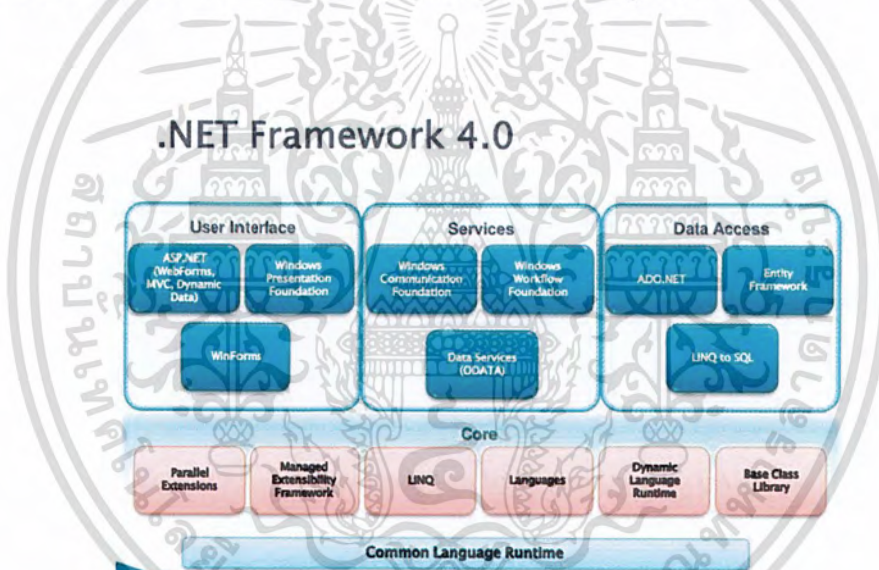 .NET Framework 4.0
User Interface
ASP.NET
(WebForms,
MVC, Dynamic
Data)
Windows
Presentation
Foundation
WinForms
Services
Windows
Communication
Foundation
Windows
Workflow
Foundation
Data Services
(ODATA)
Data Access
ADO.NET
Entity
Framework
LINQ to SQL
Core
Parallel
Extensions
Managed
Extensibility
Framework
LINQ
Languages
Dynamic
Language
Runtime
Base Class
Library
Common Language Runtime